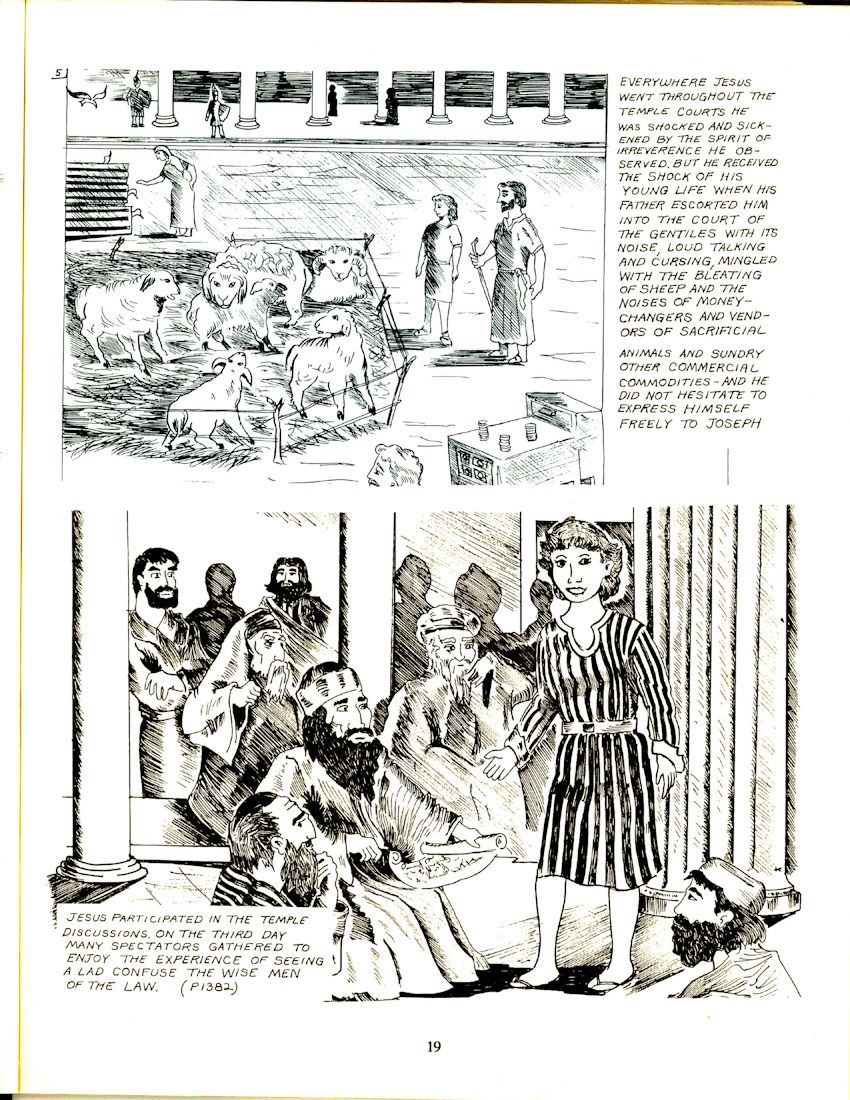 5
EVERYWHERE JESUS
WENT THROUGHOUT THE
TEMPLE COURTS HE
WAS SHOCKED AND SICK-
ENED BY THE SPIRIT OF
IRREVERENCE HE OB-
SERVED. BUT HE RECEIVED
THE SHOCK OF HIS
YOUNG LIFE WHEN HIS
FATHER ESCORTED HIM
INTO THE COURT OF
THE GENTILES WITH ITS
NOISE, LOUD TALKING
AND CURSING, MINGLED
WITH THE BLEATING
OF SHEEP AND THE
NOISES OF MONEY-
CHANGERS AND VEND-
ORS OF SACRIFICIAL
ANIMALS AND SUNDRY
OTHER COMMERCIAL
COMMODITIES - AND HE
DID NOT HESITATE TO
EXPRESS HIMSELF
FREELY TO JOSEPH
JESUS PARTICIPATED IN THE TEMPLE
DISCUSSIONS. ON THE THIRD DAY
MANY SPECTATORS GATHERED TO
ENJOY THE EXPERIENCE OF SEEING
A LAD CONFUSE THE WISE MEN
OF THE LAW. (P1382)
19